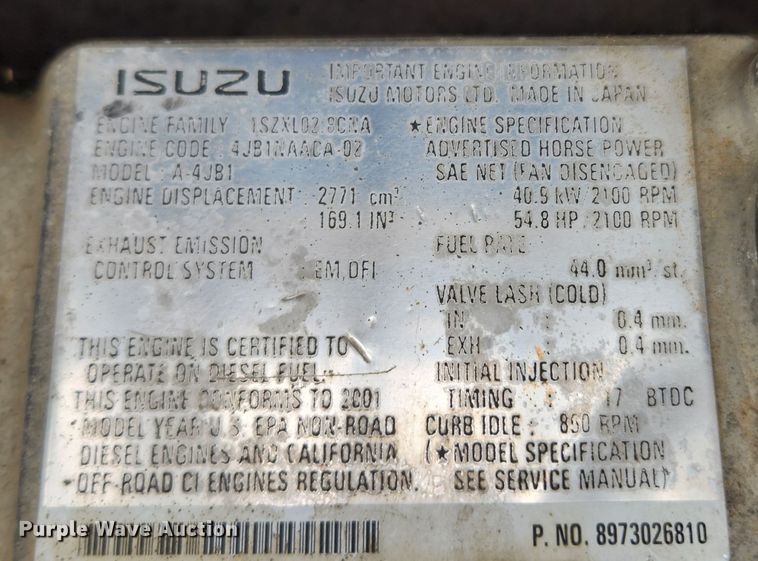 ISUZU
IMPORTANT ENGINE INFORMATION
ISUZU MOTORS LTD. MADE IN JAPAN
ENGINE FAMILY : 1SZXL02.8CNA
ENGINE CODE : 4JB1NAACA-02
MODEL : A-4JB1
ENGINE DISPLACEMENT : 2771 cm³
169.1 IN³
EXHAUST EMISSION
CONTROL SYSTEM : EM,DFI
THIS ENGINE IS CERTIFIED TO
OPERATE ON DIESEL FUEL.
THIS ENGINE CONFORMS TO 2001
MODEL YEAR U.S. EPA NON-ROAD
DIESEL ENGINES AND CALIFORNIA
OFF-ROAD CI ENGINES REGULATION.
★ENGINE SPECIFICATION
ADVERTISED HORSE POWER
SAE NET (FAN DISENGAGED)
40.9 kW/2100 RPM
54.8 HP/2100 RPM
FUEL RATE
44.0 mm³/st.
VALVE LASH (COLD)
IN : 0.4 mm.
EXH : 0.4 mm.
INITIAL INJECTION
TIMING : 17 BTDC
CURB IDLE : 850 RPM
(★MODEL SPECIFICATION
SEE SERVICE MANUAL)
P. NO. 8973026810
Purple Wave Auction